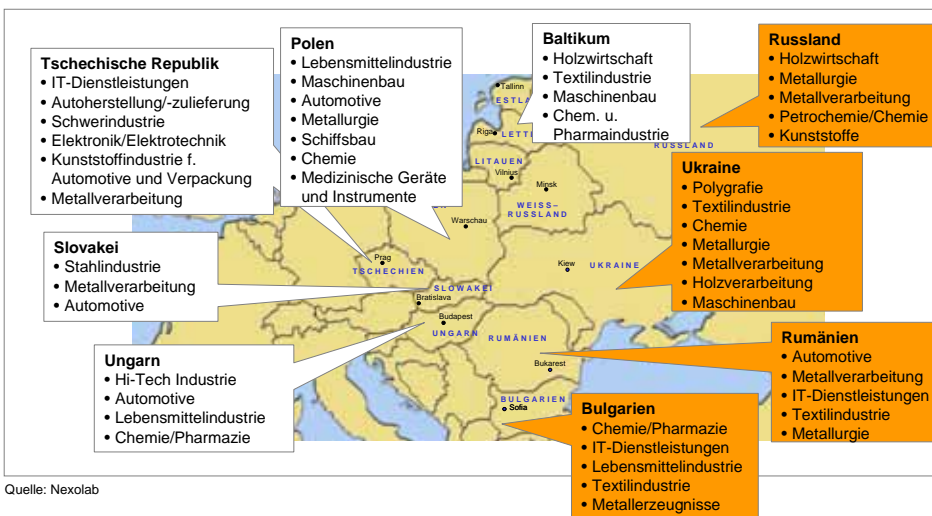 Tschechische Republik
• IT-Dienstleistungen
• Autoherstellung/-zulieferung
• Schwerindustrie
• Elektronik/Elektrotechnik
• Kunststoffindustrie f.
Automotive und Verpackung
• Metallverarbeitung
Polen
• Lebensmittelindustrie
• Maschinenbau
• Automotive
• Metallurgie
• Schiffsbau
• Chemie
• Medizinische Geräte
und Instrumente
Baltikum
• Holzwirtschaft
• Textilindustrie
• Maschinenbau
• Chem. u.
Pharmaindustrie
Russland
• Holzwirtschaft
• Metallurgie
• Metallverarbeitung
• Petrochemie/Chemie
• Kunststoffe
Ukraine
• Polygrafie
• Textilindustrie
• Chemie
• Metallurgie
• Metallverarbeitung
• Holzverarbeitung
• Maschinenbau
Slovakei
• Stahlindustrie
• Metallverarbeitung
• Automotive
Ungarn
• Hi-Tech Industrie
• Automotive
• Lebensmittelindustrie
• Chemie/Pharmazie
Rumänien
• Automotive
• Metallverarbeitung
• IT-Dienstleistungen
• Textilindustrie
• Metallurgie
Bulgarien
• Chemie/Pharmazie
• IT-Dienstleistungen
• Lebensmittelindustrie
• Textilindustrie
• Metallerzeugnisse
Tallinn
ESTLA
Riga
LETT
RUSSLAND
LITAUEN
Vilnius
Minsk
WEISS–
RUSSLAND
Warschau
Prag
TSCHECHIEN
Kiew
UKRAINE
SLOWAKEI
Bratislava
Budapest
UNGARN
RUMÄNIEN
Bukarest
BULGARIEN
Sofia
Quelle: Nexolab